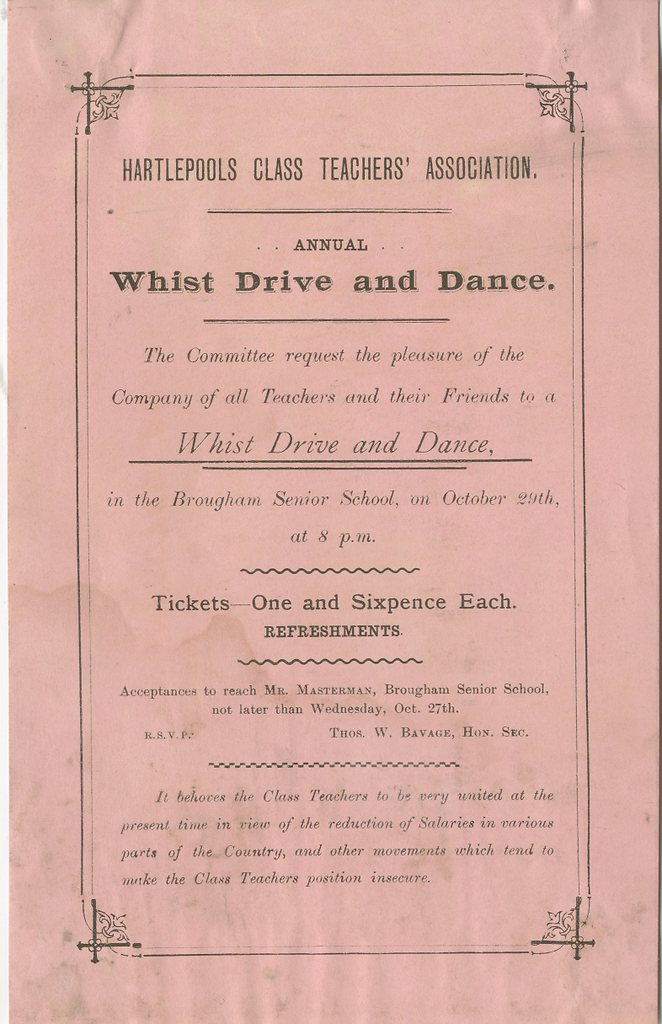 HARTLEPOOLS CLASS TEACHERS' ASSOCIATION.
. . ANNUAL . .
Whist Drive and Dance.
The Committee request the pleasure of the
Company of all Teachers and their Friends to a
Whist Drive and Dance,
in the Brougham Senior School, on October 29th,
at 8 p.m.
Tickets—One and Sixpence Each.
REFRESHMENTS.
Acceptances to reach MR. MASTERMAN, Brougham Senior School,
not later than Wednesday, Oct. 27th.
R.S.V.P. THOS. W. BAVAGE, HON. SEC.
It behoves the Class Teachers to be very united at the
present time in view of the reduction of Salaries in various
parts of the Country, and other movements which tend to
make the Class Teachers position insecure.